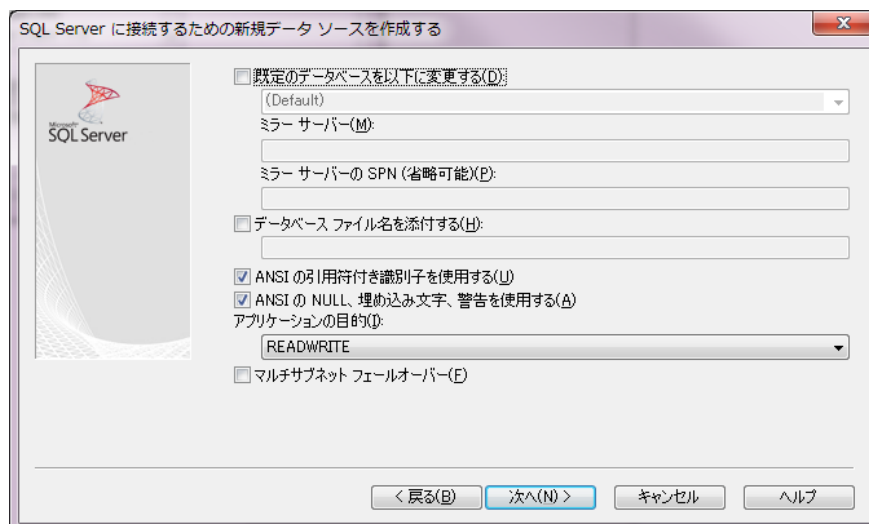 SQL Server に接続するための新規データ ソースを作成する
Microsoft
SQL Server
既定のデータベースを以下に変更する(D):
(Default)
ミラー サーバー(M):
ミラー サーバーの SPN (省略可能)(P):
データベース ファイル名を添付する(H):
ANSI の引用符付き識別子を使用する(U)
ANSI の NULL、埋め込み文字、警告を使用する(A)
アプリケーションの目的(I):
READWRITE
マルチサブネット フェールオーバー(F)
< 戻る(B)
次へ(N) >
キャンセル
ヘルプ